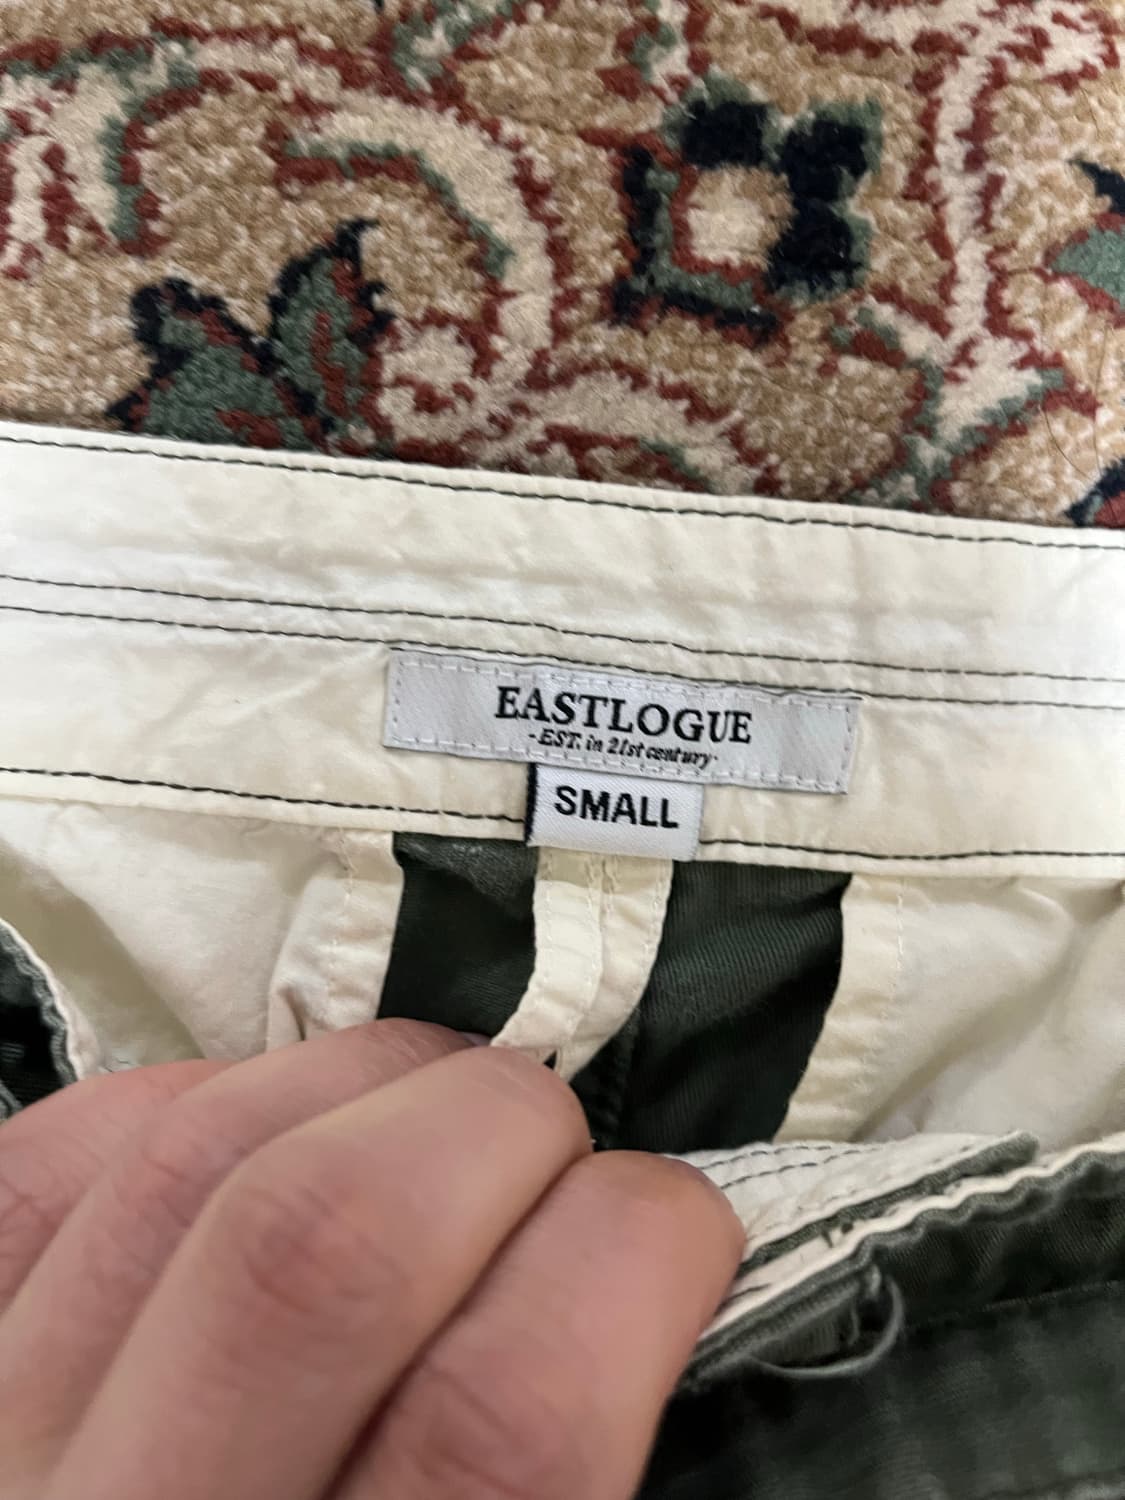 EASTLOGUE
-EST. in 21st century-
SMALL